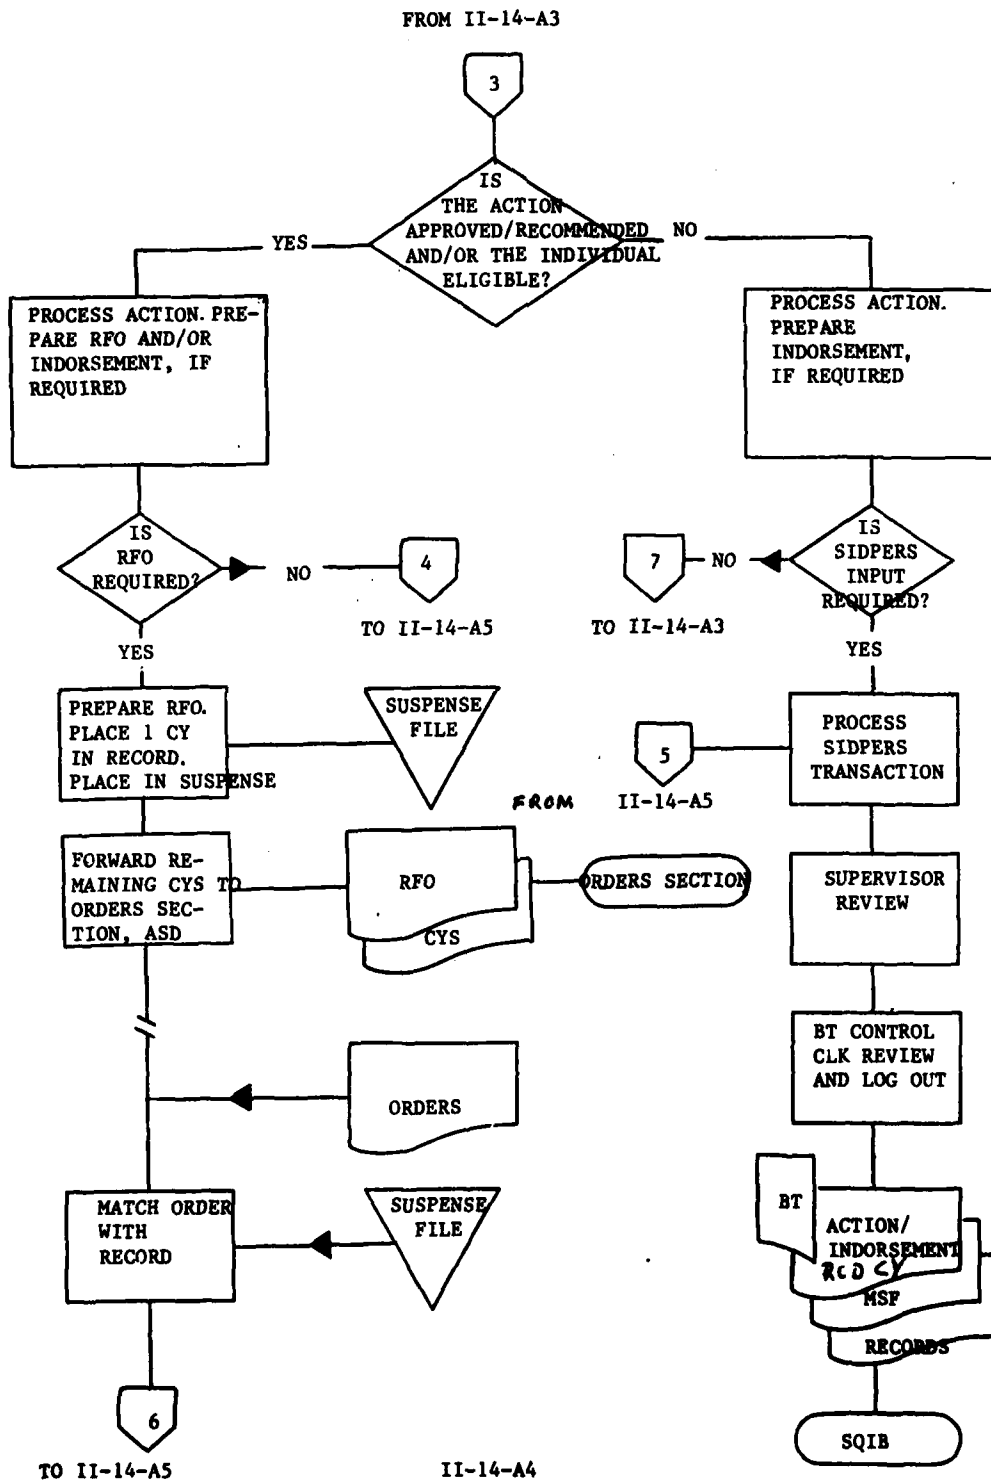 FROM II-14-A3
3
IS
THE ACTION
APPROVED/RECOMMENDED
AND/OR THE INDIVIDUAL
ELIGIBLE?
YES
NO
PROCESS ACTION. PRE-
PARE RFO AND/OR
INDORSEMENT, IF
REQUIRED
PROCESS ACTION.
PREPARE
INDORSEMENT,
IF REQUIRED
IS
RFO
REQUIRED?
NO
4
TO II-14-A5
7
TO II-14-A3
NO
IS
SIDPERS
INPUT
REQUIRED?
YES
YES
PREPARE RFO.
PLACE 1 CY
IN RECORD.
PLACE IN SUSPENSE
SUSPENSE
FILE
5
FROM II-14-A5
PROCESS
SIDPERS
TRANSACTION
FORWARD RE-
MAINING CYS TO
ORDERS SEC-
TION, ASD
RFO
CYS
ORDERS SECTION
SUPERVISOR
REVIEW
BT CONTROL
CLK REVIEW
AND LOG OUT
ORDERS
MATCH ORDER
WITH
RECORD
SUSPENSE
FILE
BT
ACTION/
INDORSEMENT
RCD CY
MSF
RECORDS
6
TO II-14-A5
SQIB
II-14-A4